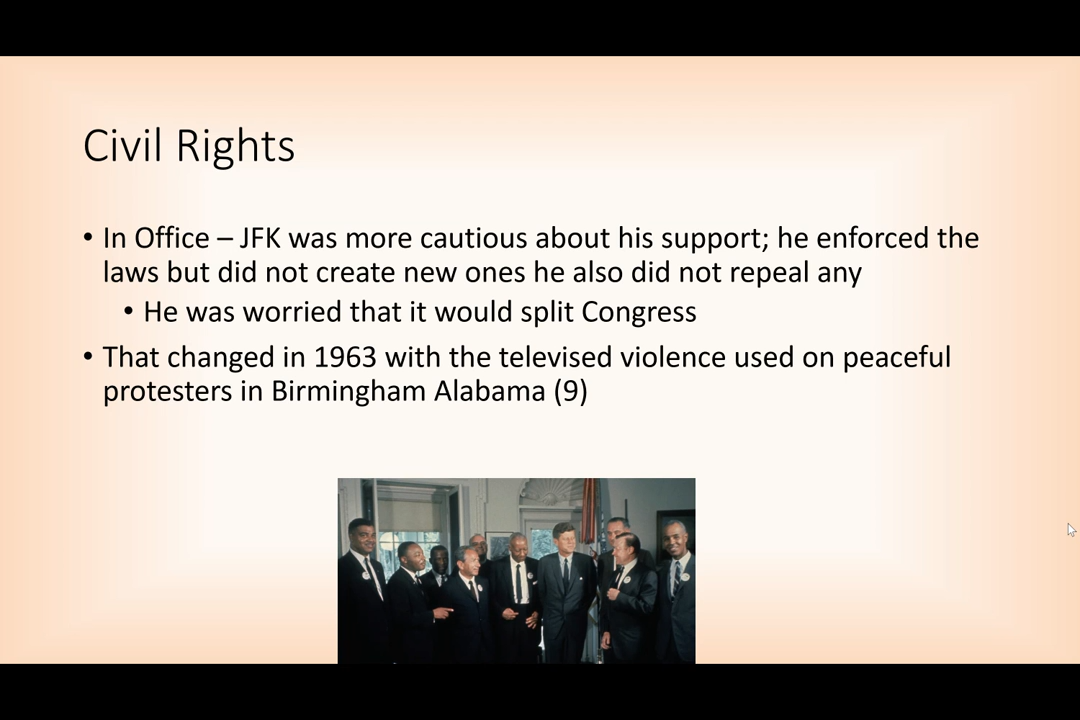 Civil Rights
• In Office – JFK was more cautious about his support; he enforced the
laws but did not create new ones he also did not repeal any
• He was worried that it would split Congress
• That changed in 1963 with the televised violence used on peaceful
protesters in Birmingham Alabama (9)